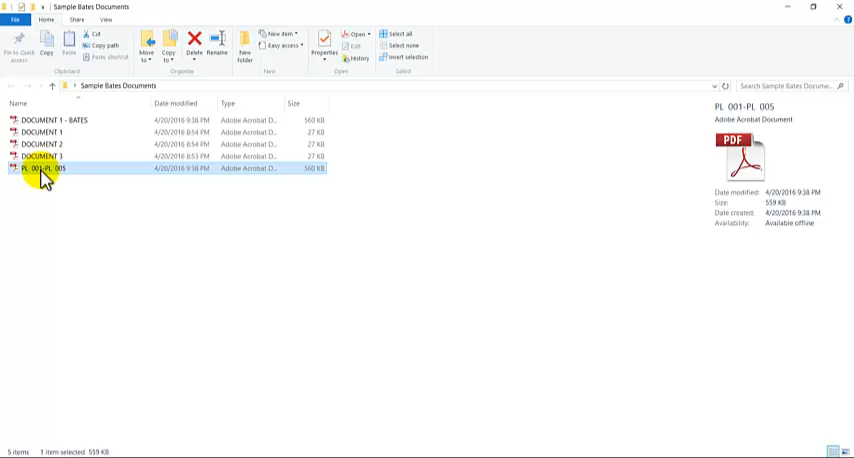 Sample Bates Documents
File Home Share View
Pin to Quick access
Copy
Paste
Cut
Copy path
Paste shortcut
Clipboard
Move to
Copy to
Delete
Rename
Organize
New folder
New item
Easy access
New
Properties
Open
Edit
History
Open
Select all
Select none
Invert selection
Select
Sample Bates Documents
Search Sample Bates Docume...
Name Date modified Type Size
DOCUMENT 1 - BATES 4/20/2016 9:38 PM Adobe Acrobat D... 560 KB
DOCUMENT 1 4/20/2016 8:54 PM Adobe Acrobat D... 27 KB
DOCUMENT 2 4/20/2016 8:54 PM Adobe Acrobat D... 27 KB
DOCUMENT 3 4/20/2016 8:53 PM Adobe Acrobat D... 27 KB
PL 001-PL 005 4/20/2016 9:38 PM Adobe Acrobat D... 560 KB
PL 001-PL 005
Adobe Acrobat Document
PDF
Date modified: 4/20/2016 9:38 PM
Size: 559 KB
Date created: 4/20/2016 9:38 PM
Availability: Available offline
5 items 1 item selected 559 KB